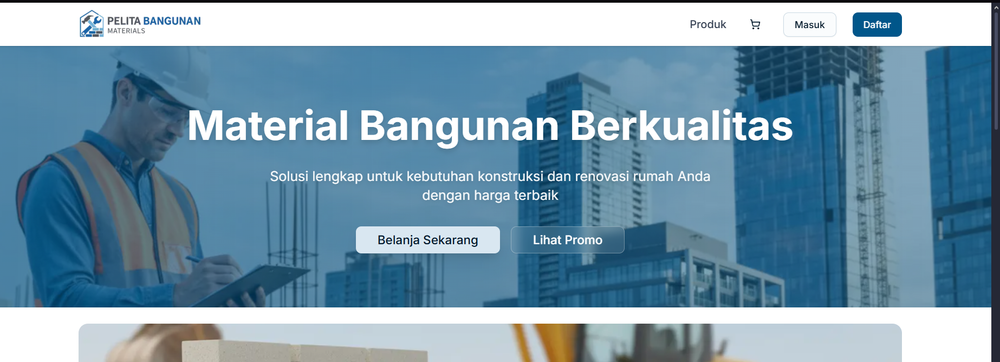 PELITA BANGUNAN
MATERIALS
Produk
Masuk
Daftar
Material Bangunan Berkualitas
Solusi lengkap untuk kebutuhan konstruksi dan renovasi rumah Anda
dengan harga terbaik
Belanja Sekarang
Lihat Promo